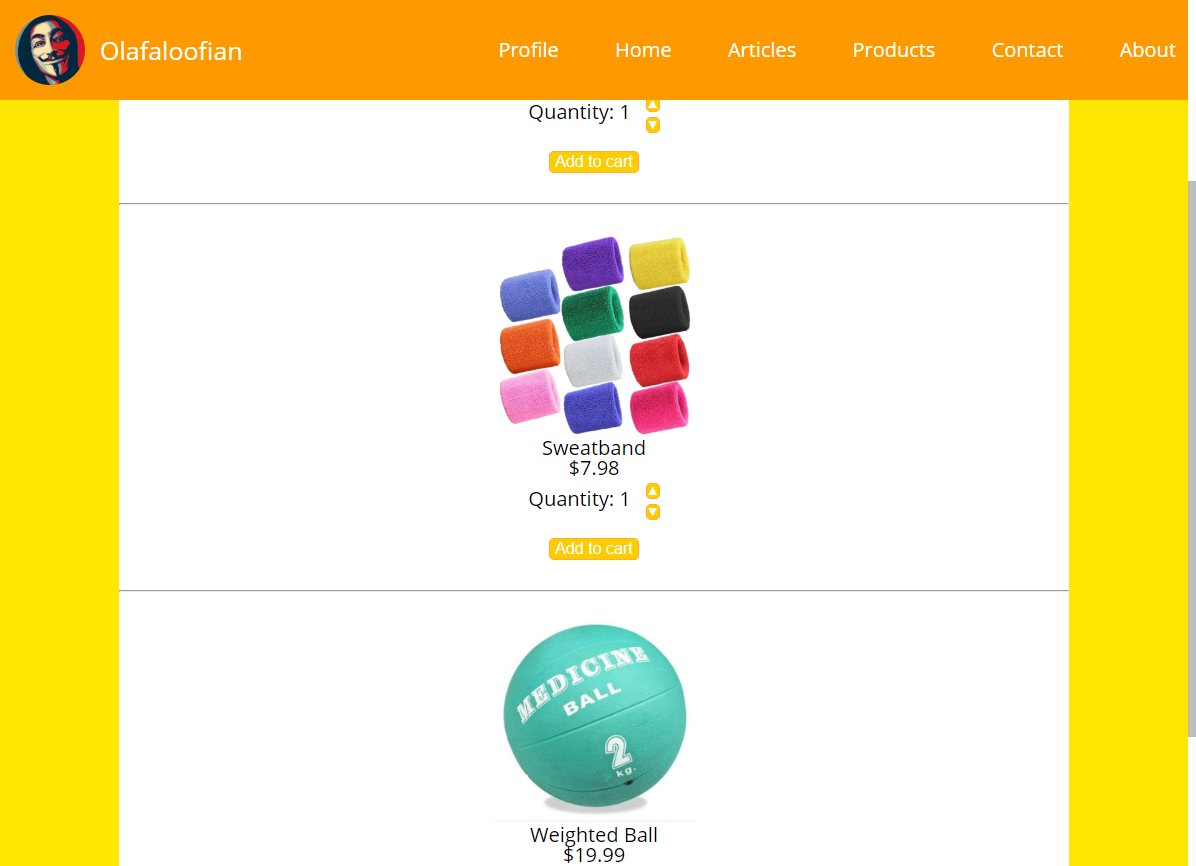 Olafaloofian
Profile Home Articles Products Contact About
Quantity: 1
Add to cart
Sweatband
$7.98
Quantity: 1
Add to cart
MEDICINE
BALL
2
kg.
Weighted Ball
$19.99